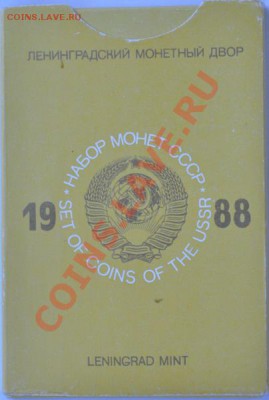 COINS.LAVE.RU
ЛЕНИНГРАДСКИЙ МОНЕТНЫЙ ДВОР
НАБОР МОНЕТ СССР
19 88
SET OF COINS OF THE USSR
COINS.LAVE.RU
LENINGRAD MINT